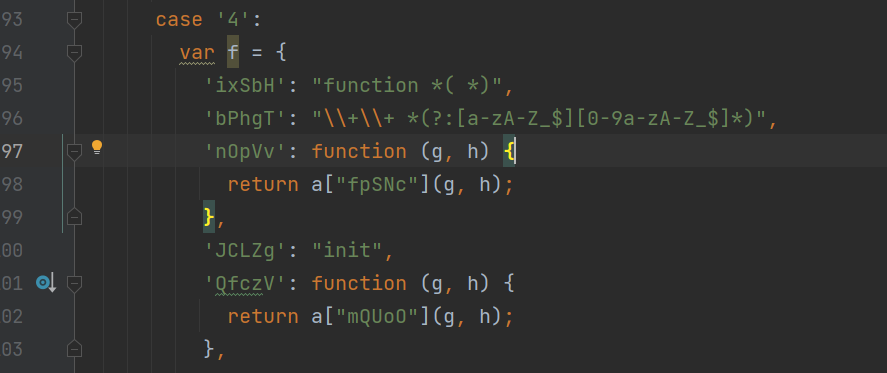 93 case '4':
94 var f = {
95 'ixSbH': "function *( *)",
96 'bPhgT': "\\+\\+ *(?:[a-zA-Z_$][0-9a-zA-Z_$]*)",
97 'nOpVv': function (g, h) {
98 return a["fpSNc"](g, h);
99 },
00 'JCLZg': "init",
01 'QfczV': function (g, h) {
02 return a["mQUoO"](g, h);
03 },